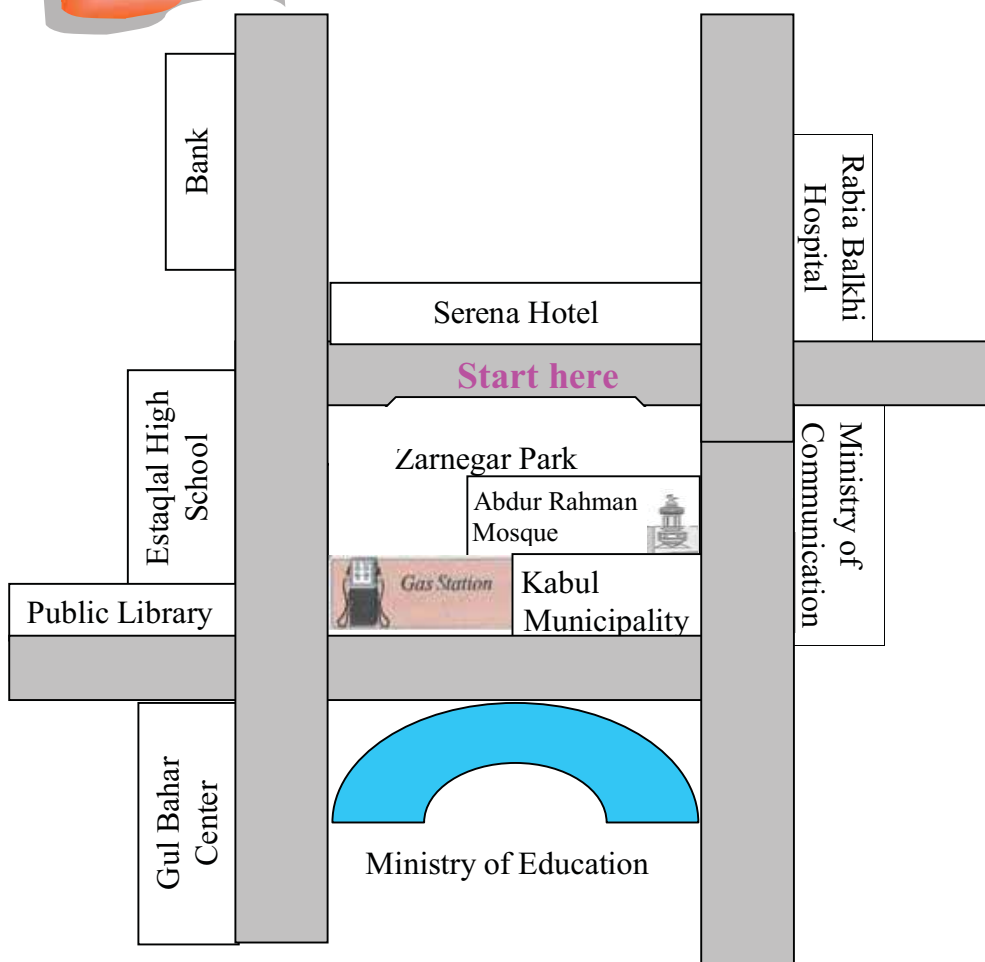 Bank
Rabia Balkhi
Hospital
Serena Hotel
Start here
Estaqlal High
School
Zarnegar Park
Ministry of
Communication
Abdur Rahman
Mosque
Gas Station
Kabul
Municipality
Public Library
Gul Bahar
Center
Ministry of Education